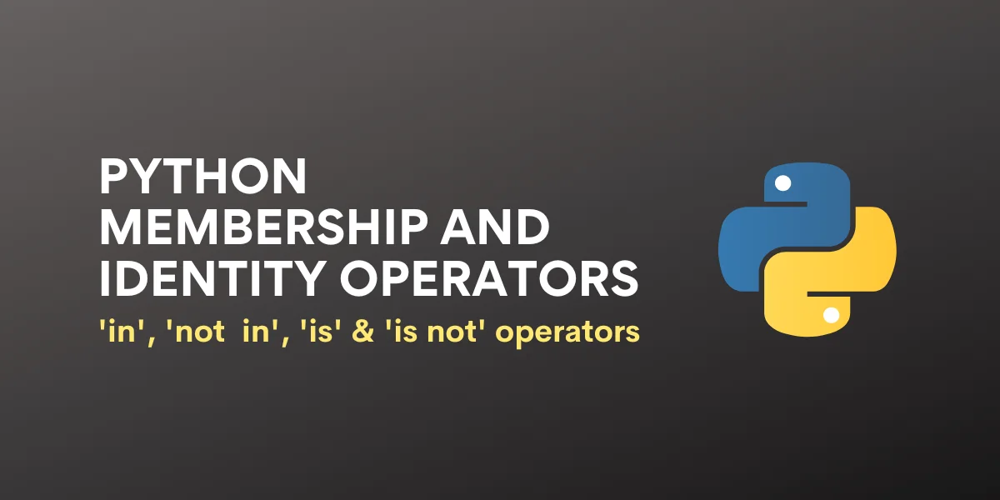 PYTHON
MEMBERSHIP AND
IDENTITY OPERATORS
'in', 'not  in', 'is' & 'is not' operators